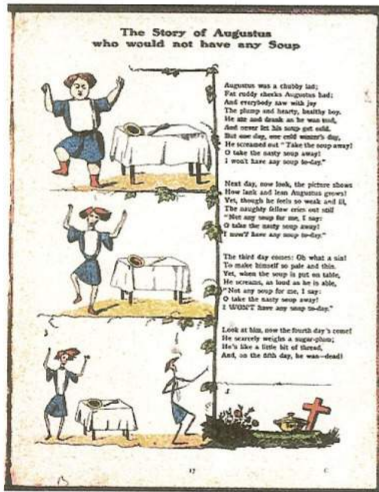 The Story of Augustus
who would not have any Soup
Augustus was a chubby lad;
Fat ruddy cheeks Augustus had;
And everybody saw with joy
The plump and hearty, healthy boy.
He ate and drank as he was told,
And never let his soup get cold.
But one day, one cold winter's day,
He screamed out "Take the soup away!
O take the nasty soup away!
I won't have any soup to-day."
Next day, now look, the picture shows
How lank and lean Augustus grows!
Yet, though he feels so weak and ill,
The naughty fellow cries out still
"Not any soup for me, I say:
O take the nasty soup away!
I won't have any soup to-day."
The third day comes: Oh what a sin!
To make himself so pale and thin.
Yet, when the soup is put on table,
He screams, as loud as he is able,
"Not any soup for me, I say:
O take the nasty soup away!
I WON'T have any soup to-day."
Look at him, now the fourth day's come!
He scarcely weighs a sugar-plum;
He's like a little bit of thread,
And, on the fifth day, he was—dead!